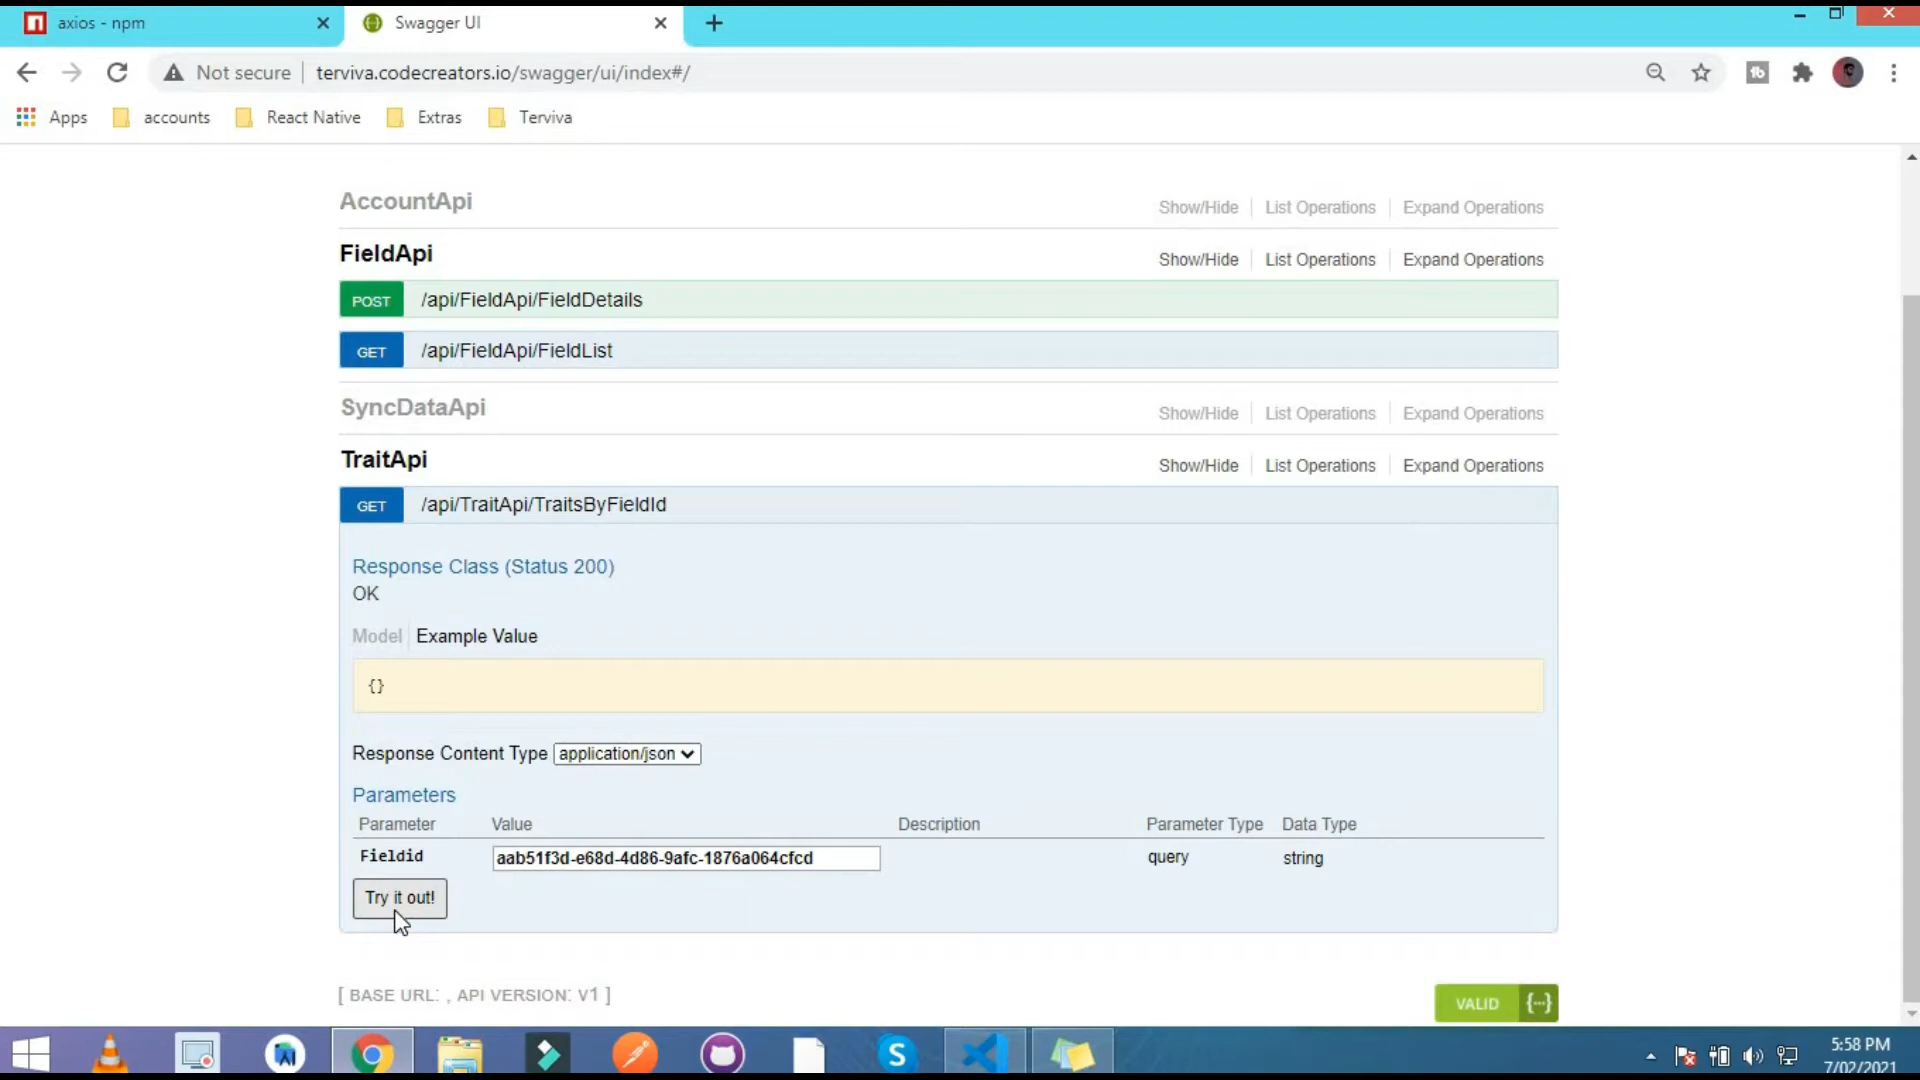 axios - npm
Swagger UI
Not secure
terviva.codecreators.io/swagger/ui/index#/
Apps
accounts
React Native
Extras
Terviva
AccountApi
Show/Hide
List Operations
Expand Operations
FieldApi
Show/Hide
List Operations
Expand Operations
POST
/api/FieldApi/FieldDetails
GET
/api/FieldApi/FieldList
SyncDataApi
Show/Hide
List Operations
Expand Operations
TraitApi
Show/Hide
List Operations
Expand Operations
GET
/api/TraitApi/TraitsByFieldId
Response Class (Status 200)
OK
Model
Example Value
{}
Response Content Type application/json
Parameters
Parameter
Value
Description
Parameter Type
Data Type
Fieldid
aab51f3d-e68d-4d86-9afc-1876a064cfcd
query
string
Try it out!
[ BASE URL: , API VERSION: V1 ]
VALID {···}
5:58 PM
7/02/2021